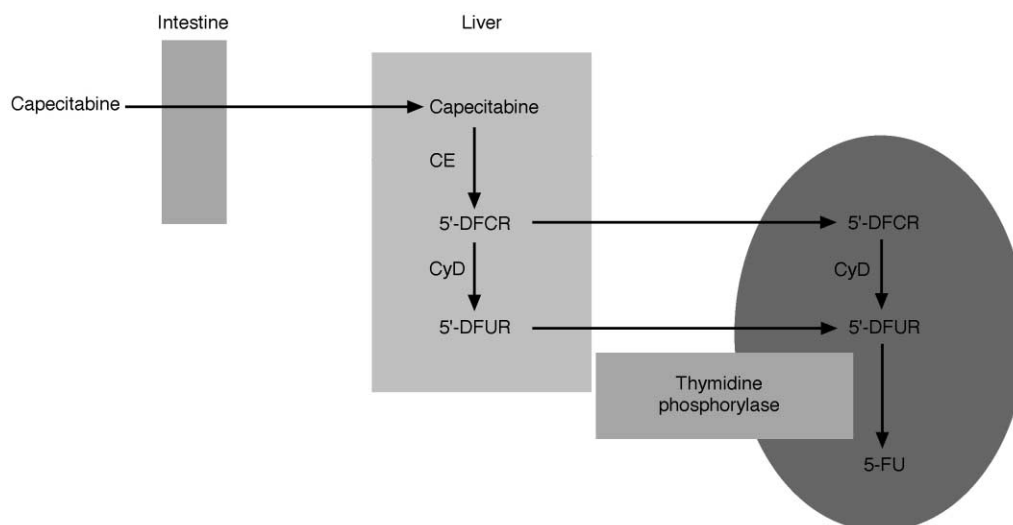 Intestine
Liver
Capecitabine
Capecitabine
CE
5'-DFCR
5'-DFCR
CyD
CyD
5'-DFUR
5'-DFUR
Thymidine
phosphorylase
5-FU